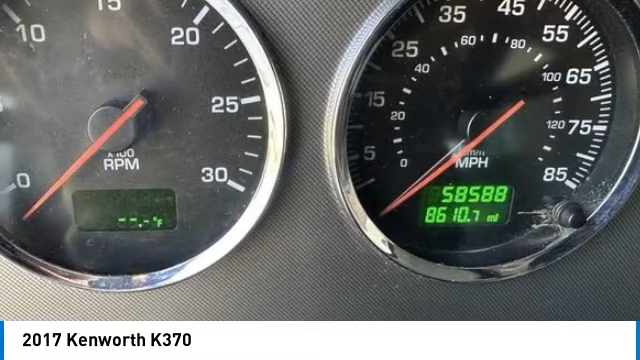 10 15 20 25 30
0
x100
RPM
--.-°F
5 15 25 35 45 55 65 75 85
0 20 40 60 80 100 120
km/h
MPH
58588
8610.7 mi
2017 Kenworth K370